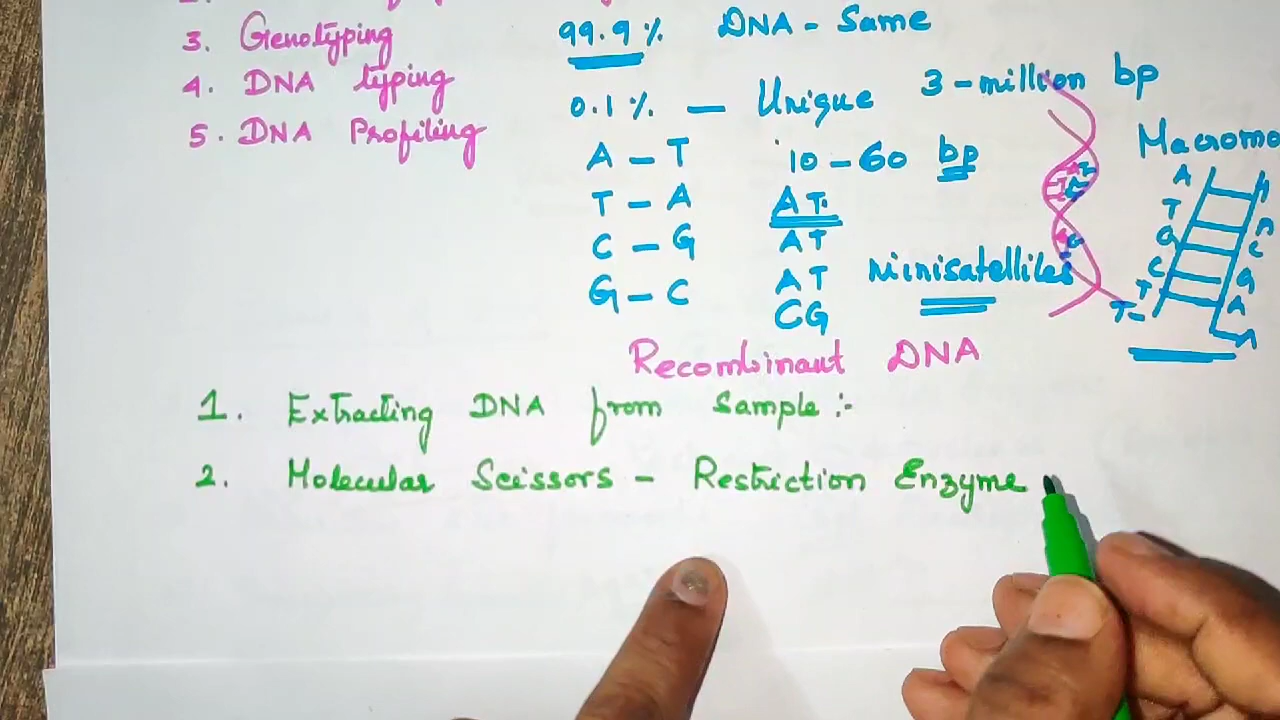 3. Genotyping
4. DNA typing
5. DNA Profiling
99.9% DNA - Same
0.1% — Unique 3-million bp
A - T
T - A
C - G
G - C
10-60 bp
AT
AT
AT
CG
Minisatellites
Macromo
A
T
G
C
T
A
C
G
A
T-
Recombinant DNA
1. Extracting DNA from Sample :-
2. Molecular Scissors - Restriction Enzyme